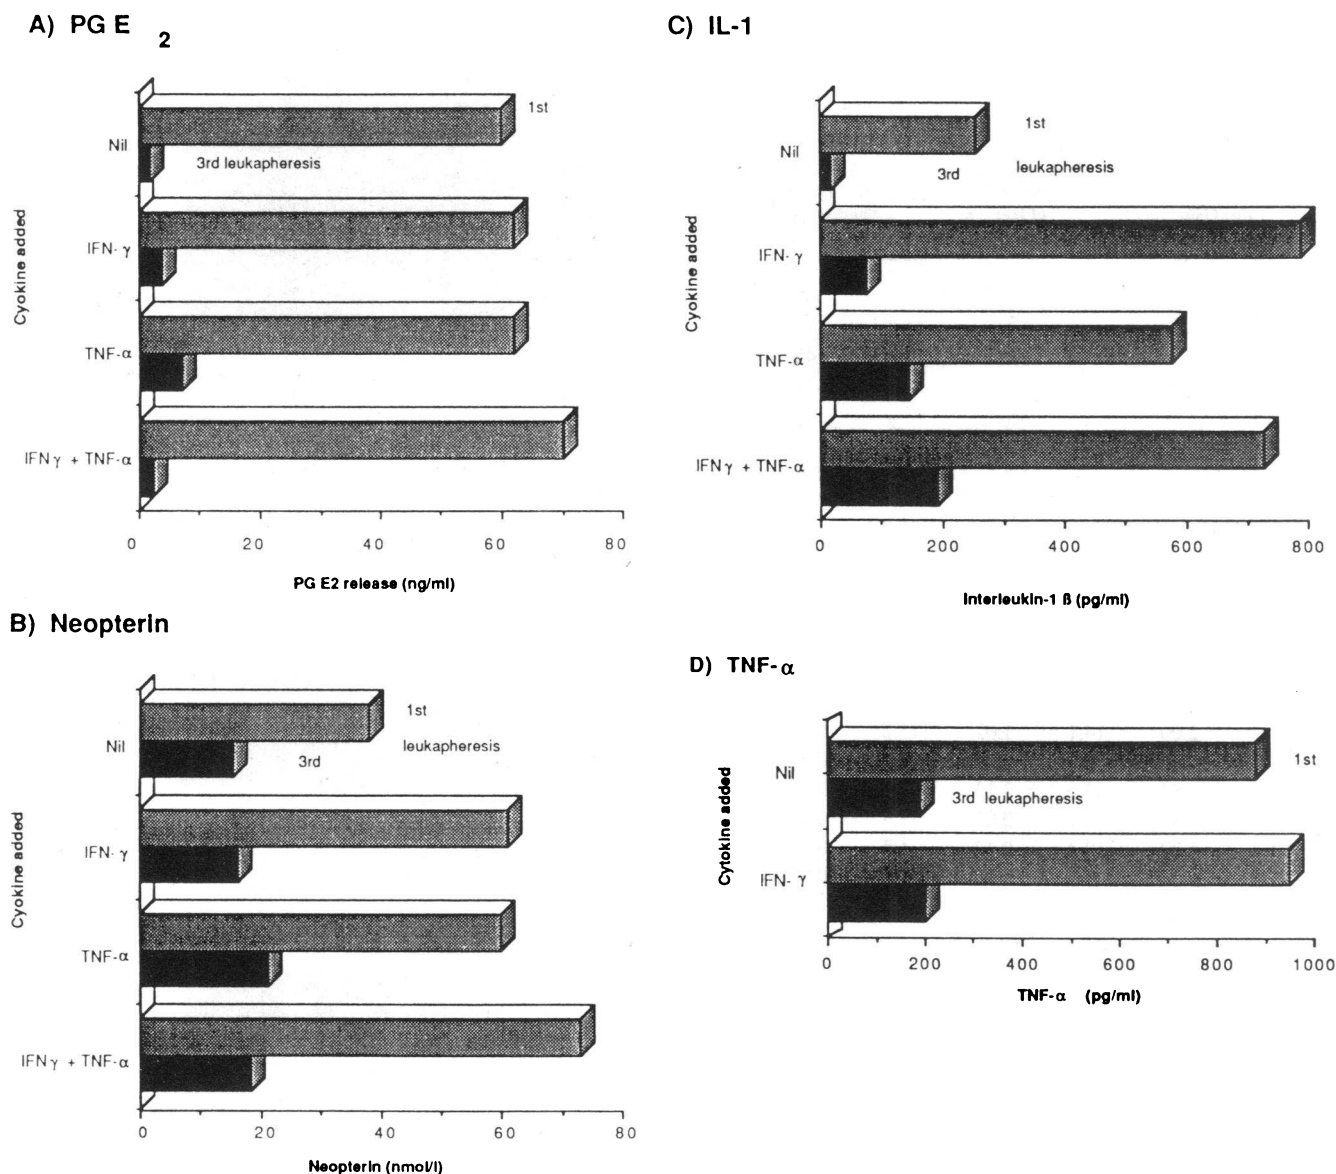 A) PG E 2
1st
Nil
3rd leukapheresis
IFN- γ
Cyokine added
TNF-α
IFN γ + TNF-α
0 20 40 60 80
PG E2 release (ng/ml)
B) Neopterin
1st
leukapheresis
Nil
3rd
IFN- γ
Cyokine added
TNF-α
IFN γ + TNF-α
0 20 40 60 80
Neopterin (nmol/l)
C) IL-1
1st
Nil
leukapheresis
3rd
IFN- γ
Cyokine added
TNF-α
IFN γ + TNF-α
0 200 400 600 800
Interleukin-1 ß (pg/ml)
D) TNF-α
1st
Nil
3rd leukapheresis
Cytokine added
IFN- γ
0 200 400 600 800 1000
TNF-α (pg/ml)